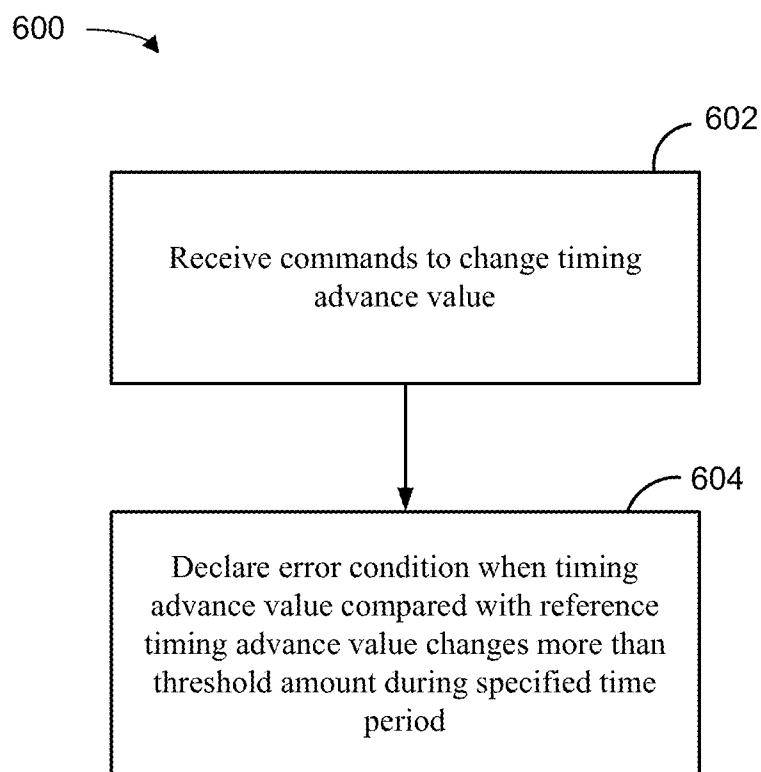 600
602
Receive commands to change timing
advance value
604
Declare error condition when timing
advance value compared with reference
timing advance value changes more than
threshold amount during specified time
period